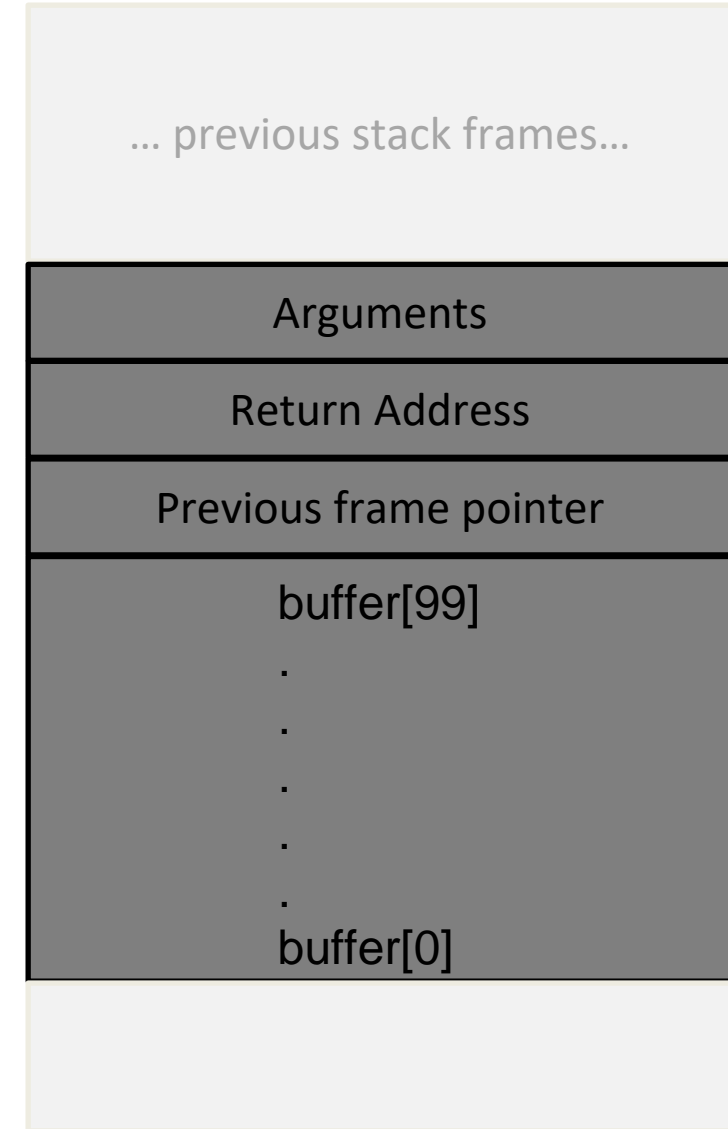 … previous stack frames…
Arguments
Return Address
Previous frame pointer
buffer[99]
.
.
.
.
.
buffer[0]